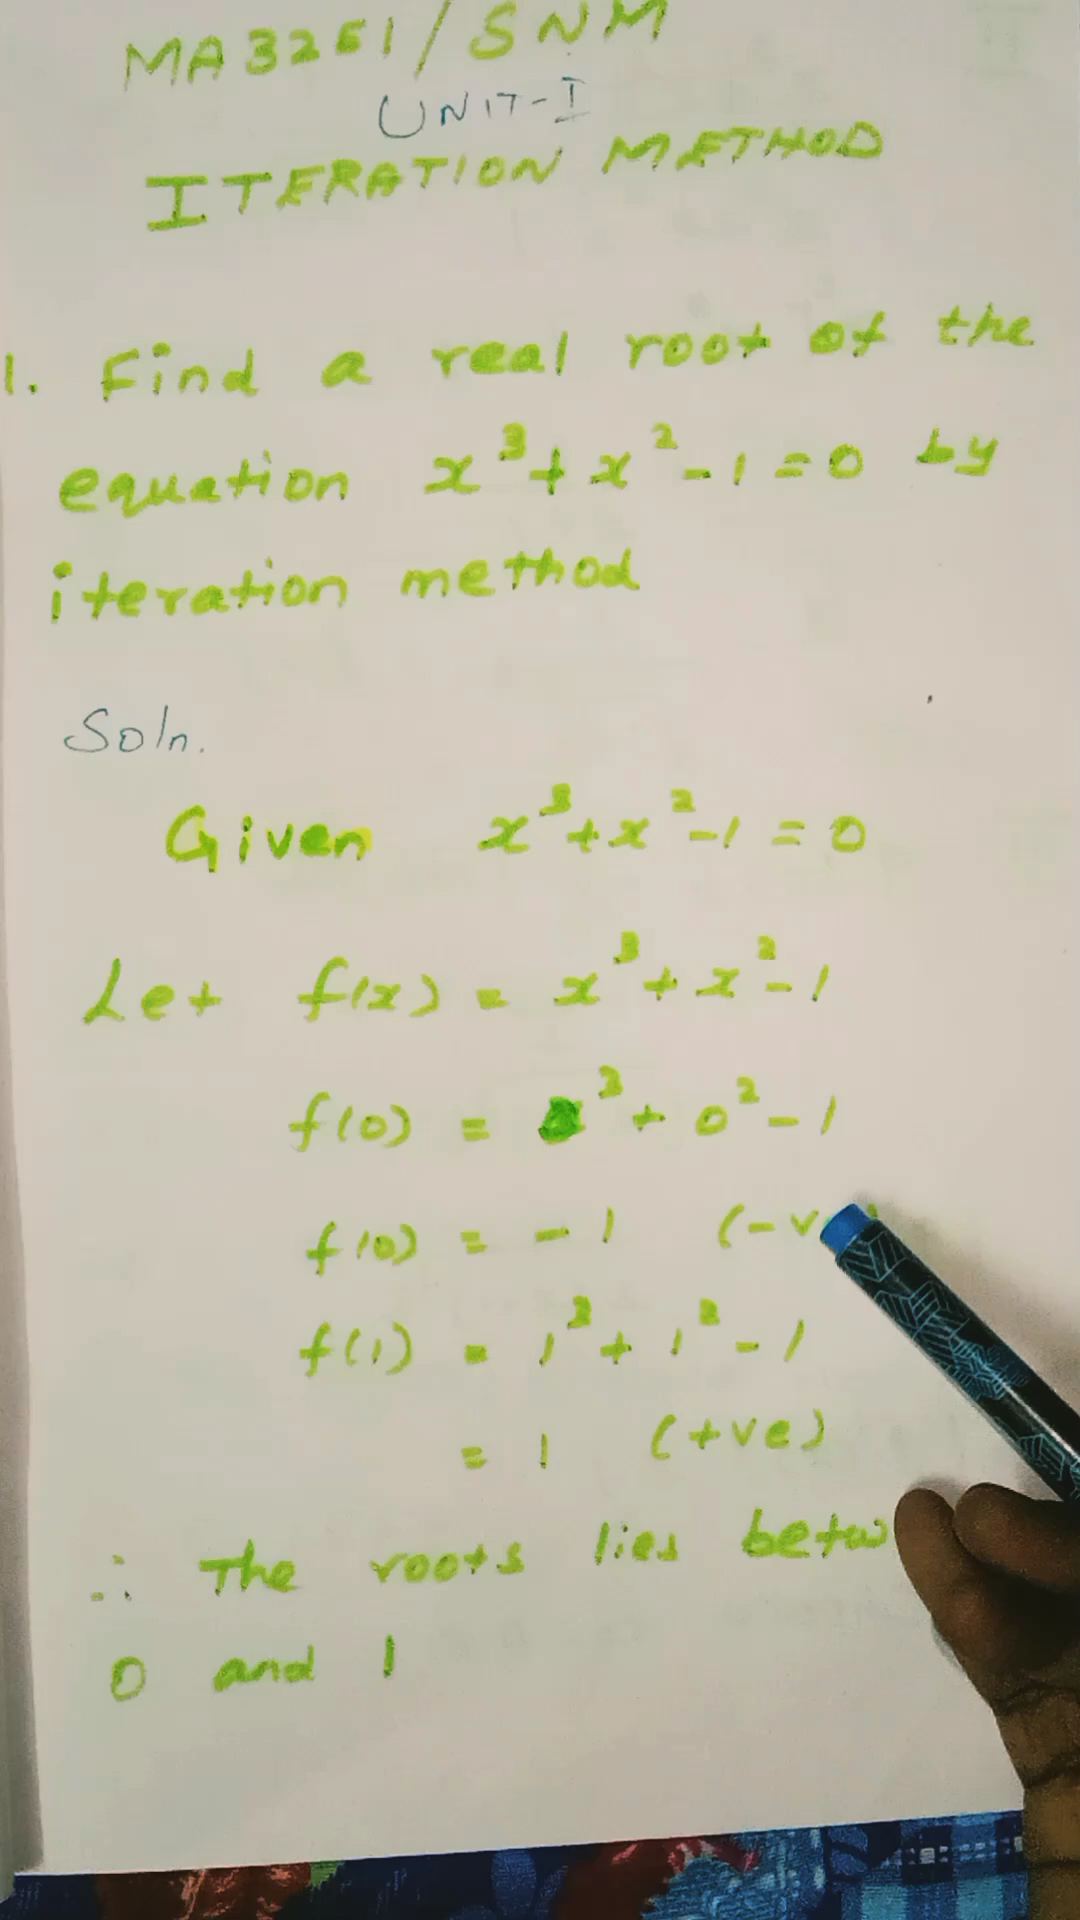 MA3251/SNM
UNIT-I
ITERATION METHOD
1. Find a real root of the
equation x³+x²-1=0 by
iteration method
Soln.
Given x³+x²-1=0
Let f(x) = x³+x²-1
f(0) = 0³+0²-1
f(0) = -1 (-v
f(1) = 1³+1²-1
= 1 (+ve)
∴ The roots lies betw
0 and 1